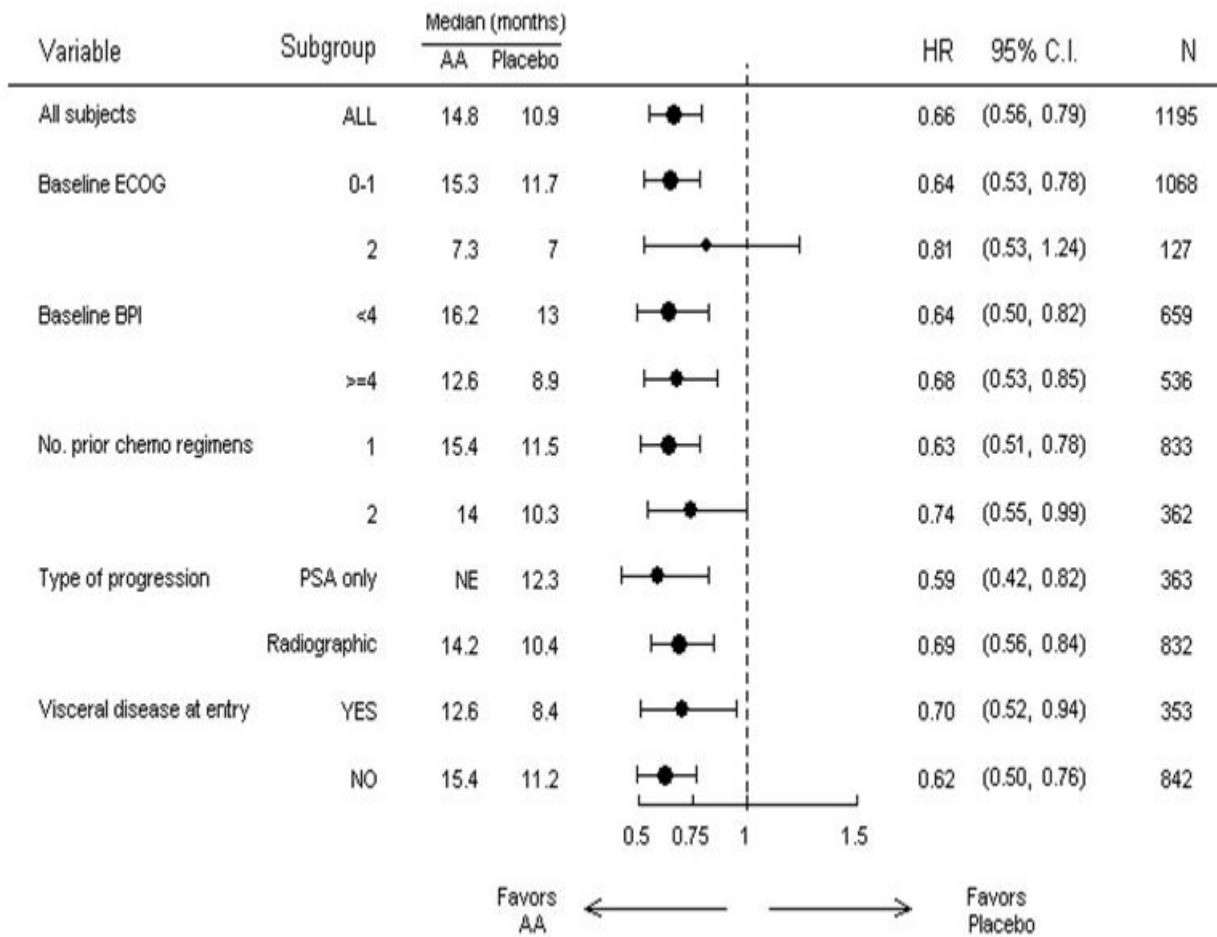 Median (months)
Variable Subgroup AA Placebo HR 95% C.I. N
All subjects ALL 14.8 10.9 0.66 (0.56, 0.79) 1195
Baseline ECOG 0-1 15.3 11.7 0.64 (0.53, 0.78) 1068
2 7.3 7 0.81 (0.53, 1.24) 127
Baseline BPI <4 16.2 13 0.64 (0.50, 0.82) 659
>=4 12.6 8.9 0.68 (0.53, 0.85) 536
No. prior chemo regimens 1 15.4 11.5 0.63 (0.51, 0.78) 833
2 14 10.3 0.74 (0.55, 0.99) 362
Type of progression PSA only NE 12.3 0.59 (0.42, 0.82) 363
Radiographic 14.2 10.4 0.69 (0.56, 0.84) 832
Visceral disease at entry YES 12.6 8.4 0.70 (0.52, 0.94) 353
NO 15.4 11.2 0.62 (0.50, 0.76) 842
0.5 0.75 1 1.5
Favors Favors
AA Placebo